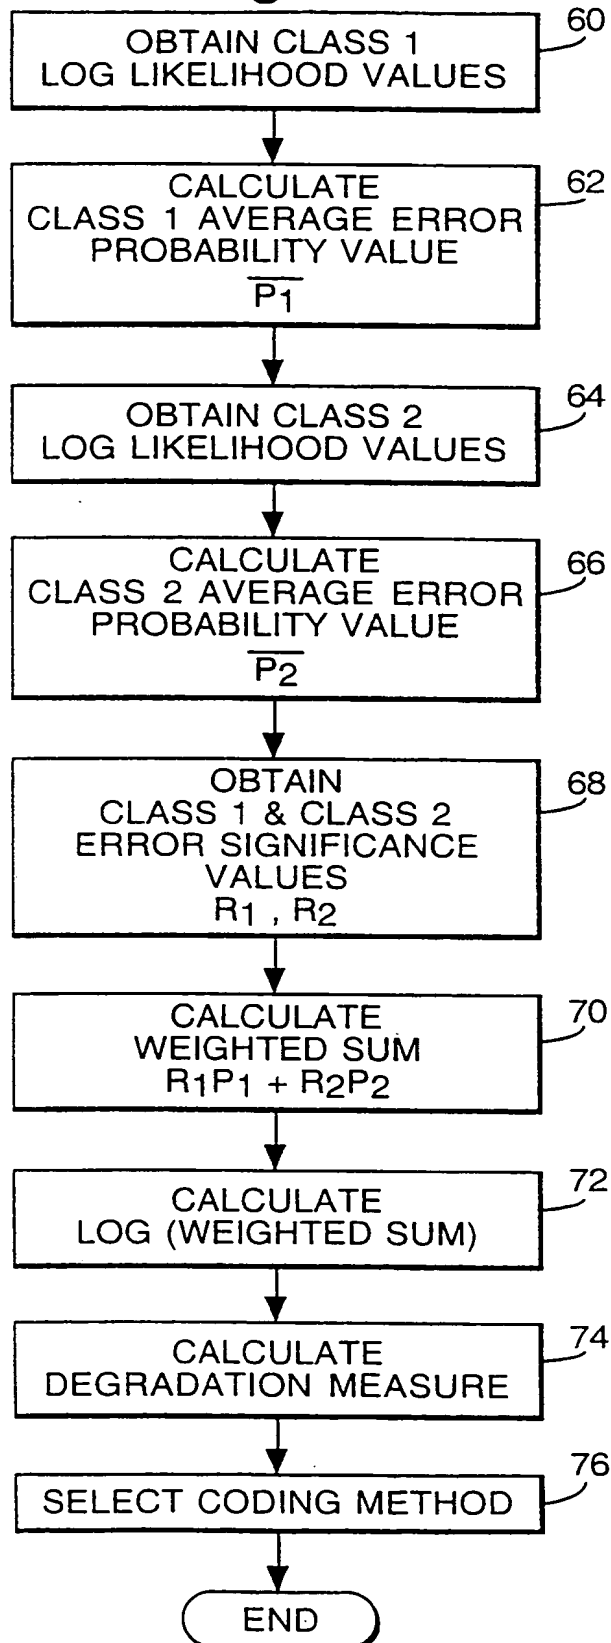 OBTAIN CLASS 1
LOG LIKELIHOOD VALUES
60
CALCULATE
CLASS 1 AVERAGE ERROR
PROBABILITY VALUE
P1
62
OBTAIN CLASS 2
LOG LIKELIHOOD VALUES
64
CALCULATE
CLASS 2 AVERAGE ERROR
PROBABILITY VALUE
P2
66
OBTAIN
CLASS 1 & CLASS 2
ERROR SIGNIFICANCE
VALUES
R1 , R2
68
CALCULATE
WEIGHTED SUM
R1P1 + R2P2
70
CALCULATE
LOG (WEIGHTED SUM)
72
CALCULATE
DEGRADATION MEASURE
74
SELECT CODING METHOD
76
END